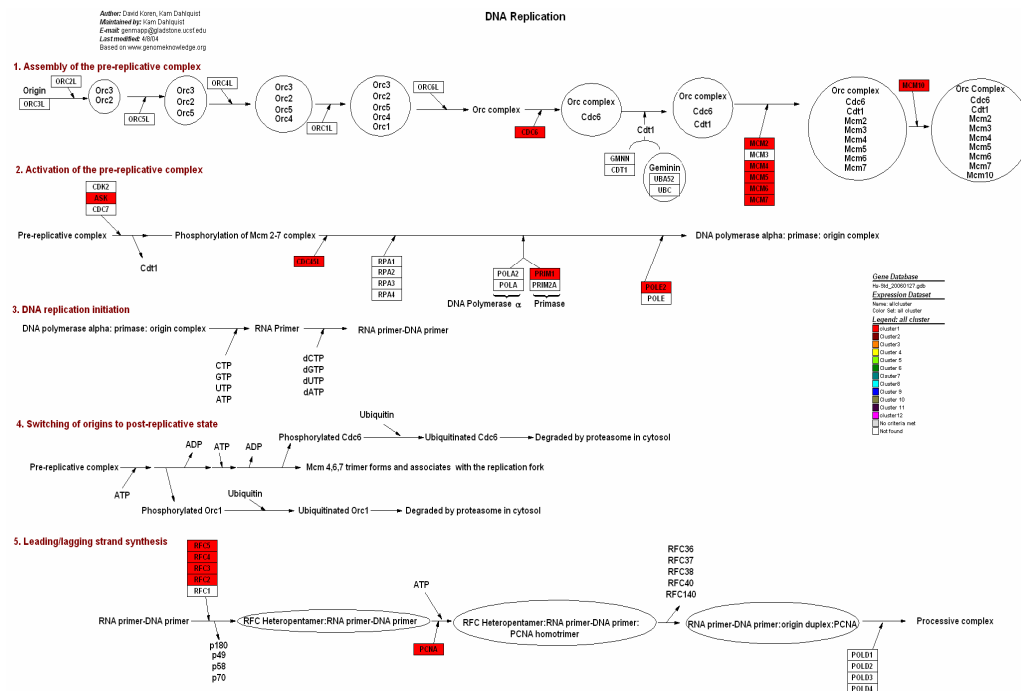 Author: David Koren, Kam Dahlquist
Maintained by: Kam Dahlquist
E-mail: genmapp@gladstone.ucsf.edu
Last modified: 4/8/04
Based on www.genomeknowledge.org
DNA Replication
1. Assembly of the pre-replicative complex
Origin
ORC3L
ORC2L
Orc3
Orc2
ORC5L
Orc3
Orc2
Orc5
ORC4L
Orc3
Orc2
Orc5
Orc4
ORC1L
Orc3
Orc2
Orc5
Orc4
Orc1
ORC6L
Orc complex
CDC6
Orc complex
Cdc6
Cdt1
GMNN
CDT1
Geminin
UBA52
UBC
Orc complex
Cdc6
Cdt1
MCM2
MCM3
MCM4
MCM5
MCM6
MCM7
Orc complex
Cdc6
Cdt1
Mcm2
Mcm3
Mcm4
Mcm5
Mcm6
Mcm7
MCM10
Orc Complex
Cdc6
Cdt1
Mcm2
Mcm3
Mcm4
Mcm5
Mcm6
Mcm7
Mcm10
2. Activation of the pre-replicative complex
CDK2
ASK
CDC7
Pre-replicative complex
Cdt1
Phosphorylation of Mcm 2-7 complex
CDC45L
RPA1
RPA2
RPA3
RPA4
POLA2
POLA
DNA Polymerase α
PRIM1
PRIM2A
Primase
POLE2
POLE
DNA polymerase alpha: primase: origin complex
Gene Database
Hs-Std_20060127.gdb
Expression Dataset
Name: allcluster
Color Set: all cluster
Legend: all cluster
cluster1
Cluster2
Cluster3
Cluster 4
Cluster 5
Cluster 6
Clsuter7
Cluster8
Cluster 9
Cluster 10
Cluster 11
cluster12
No criteria met
Not found
3. DNA replication initiation
DNA polymerase alpha: primase: origin complex
CTP
GTP
UTP
ATP
RNA Primer
dCTP
dGTP
dUTP
dATP
RNA primer-DNA primer
4. Switching of origins to post-replicative state
Pre-replicative complex
ATP
ADP
ATP
ADP
Phosphorylated Cdc6
Ubiquitin
Ubiquitinated Cdc6
Degraded by proteasome in cytosol
Mcm 4,6,7 trimer forms and associates with the replication fork
Phosphorylated Orc1
Ubiquitin
Ubiquitinated Orc1
Degraded by proteasome in cytosol
5. Leading/lagging strand synthesis
RFC5
RFC4
RFC3
RFC2
RFC1
RNA primer-DNA primer
p180
p49
p58
p70
RFC Heteropentamer:RNA primer-DNA primer
ATP
PCNA
RFC Heteropentamer:RNA primer-DNA primer:
PCNA homotrimer
RFC36
RFC37
RFC38
RFC40
RFC140
RNA primer-DNA primer:origin duplex:PCNA
POLD1
POLD2
POLD3
POLD4
Processive complex